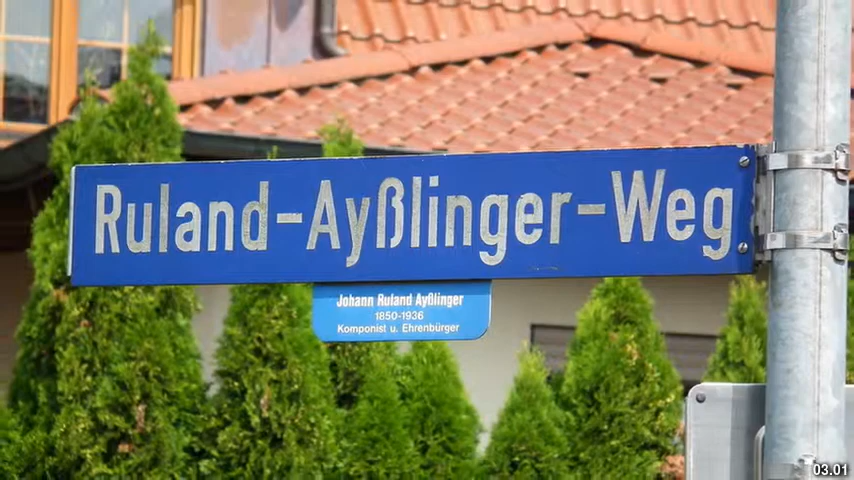 Ruland-Ayßlinger-Weg
Johann Ruland Ayßlinger
1850-1936
Komponist u. Ehrenbürger
03.01